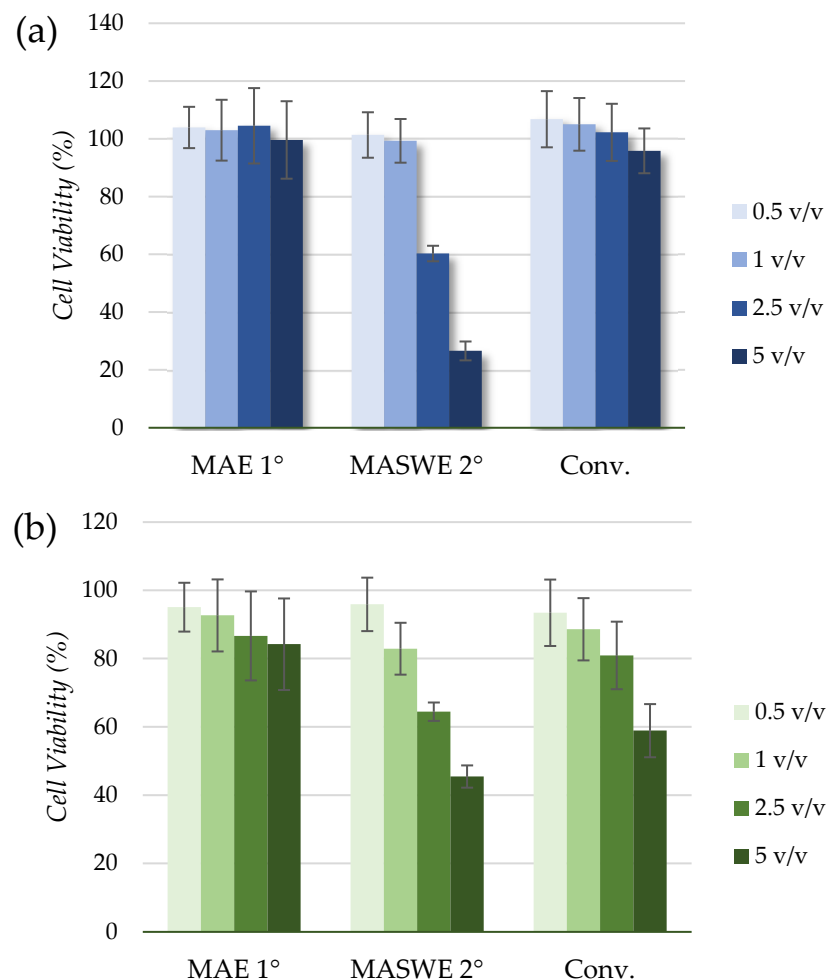 (a)
140
120
100
80
60
40
20
0
Cell Viability (%)
MAE 1° MASWE 2° Conv.
0.5 v/v
1 v/v
2.5 v/v
5 v/v
(b)
120
100
80
60
40
20
0
Cell Viability (%)
MAE 1° MASWE 2° Conv.
0.5 v/v
1 v/v
2.5 v/v
5 v/v